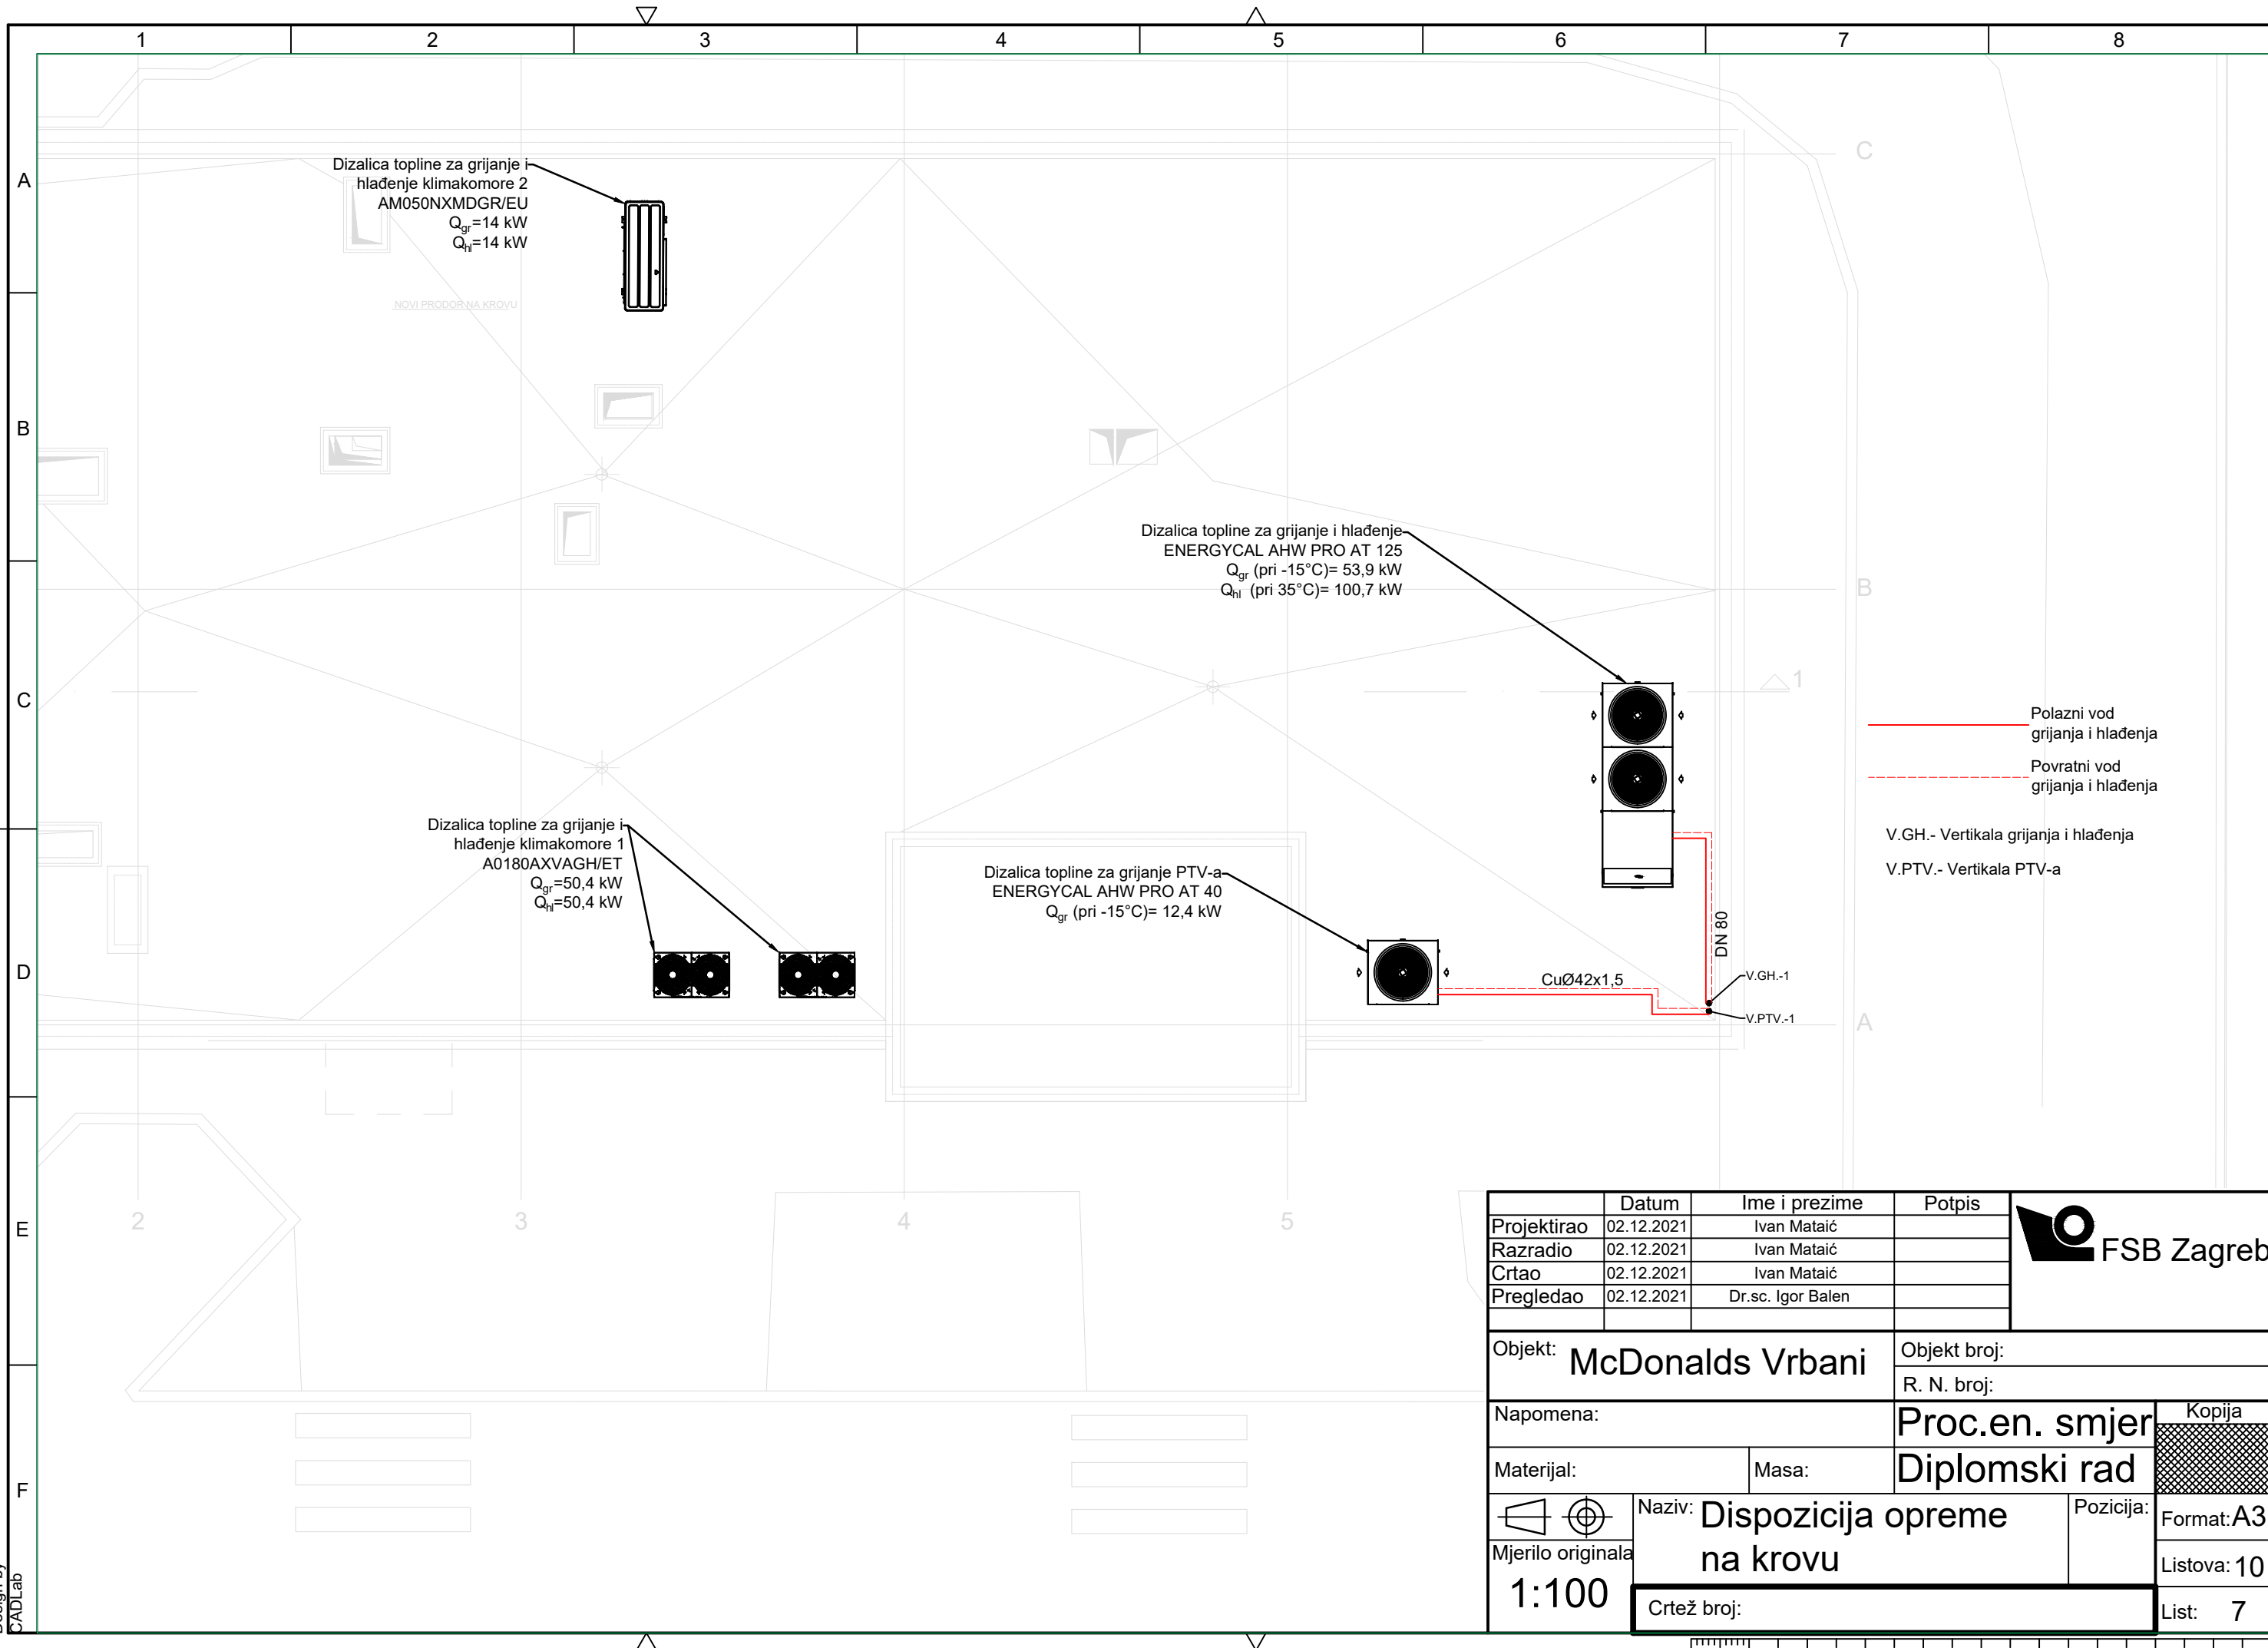 1 2 3 4 5 6 7 8
A
B
C
D
E
F
Dizalica topline za grijanje i
hlađenje klimakomore 2
AM050NXMDGR/EU
Qgr=14 kW
Qhl=14 kW
NOVI PRODOR NA KROVU
C
Dizalica topline za grijanje i hlađenje
ENERGYCAL AHW PRO AT 125
Qgr (pri -15°C)= 53,9 kW
Qhl (pri 35°C)= 100,7 kW
B
1
Polazni vod
grijanja i hlađenja
Povratni vod
grijanja i hlađenja
V.GH.- Vertikala grijanja i hlađenja
V.PTV.- Vertikala PTV-a
Dizalica topline za grijanje i
hlađenje klimakomore 1
A0180AXVAGH/ET
Qgr=50,4 kW
Qhl=50,4 kW
Dizalica topline za grijanje PTV-a
ENERGYCAL AHW PRO AT 40
Qgr (pri -15°C)= 12,4 kW
DN 80
CuØ42x1,5
V.GH.-1
V.PTV.-1
A
2 3 4 5
Datum Ime i prezime Potpis
Projektirao 02.12.2021 Ivan Mataić
Razradio 02.12.2021 Ivan Mataić
Crtao 02.12.2021 Ivan Mataić
Pregledao 02.12.2021 Dr.sc. Igor Balen
FSB Zagreb
Objekt: McDonalds Vrbani
Objekt broj:
R. N. broj:
Napomena:
Proc.en. smjer
Kopija
Materijal:
Masa:
Diplomski rad
Naziv: Dispozicija opreme
na krovu
Pozicija:
Format: A3
Mjerilo originala
1:100
Listova: 10
Crtež broj:
List: 7
CADLab